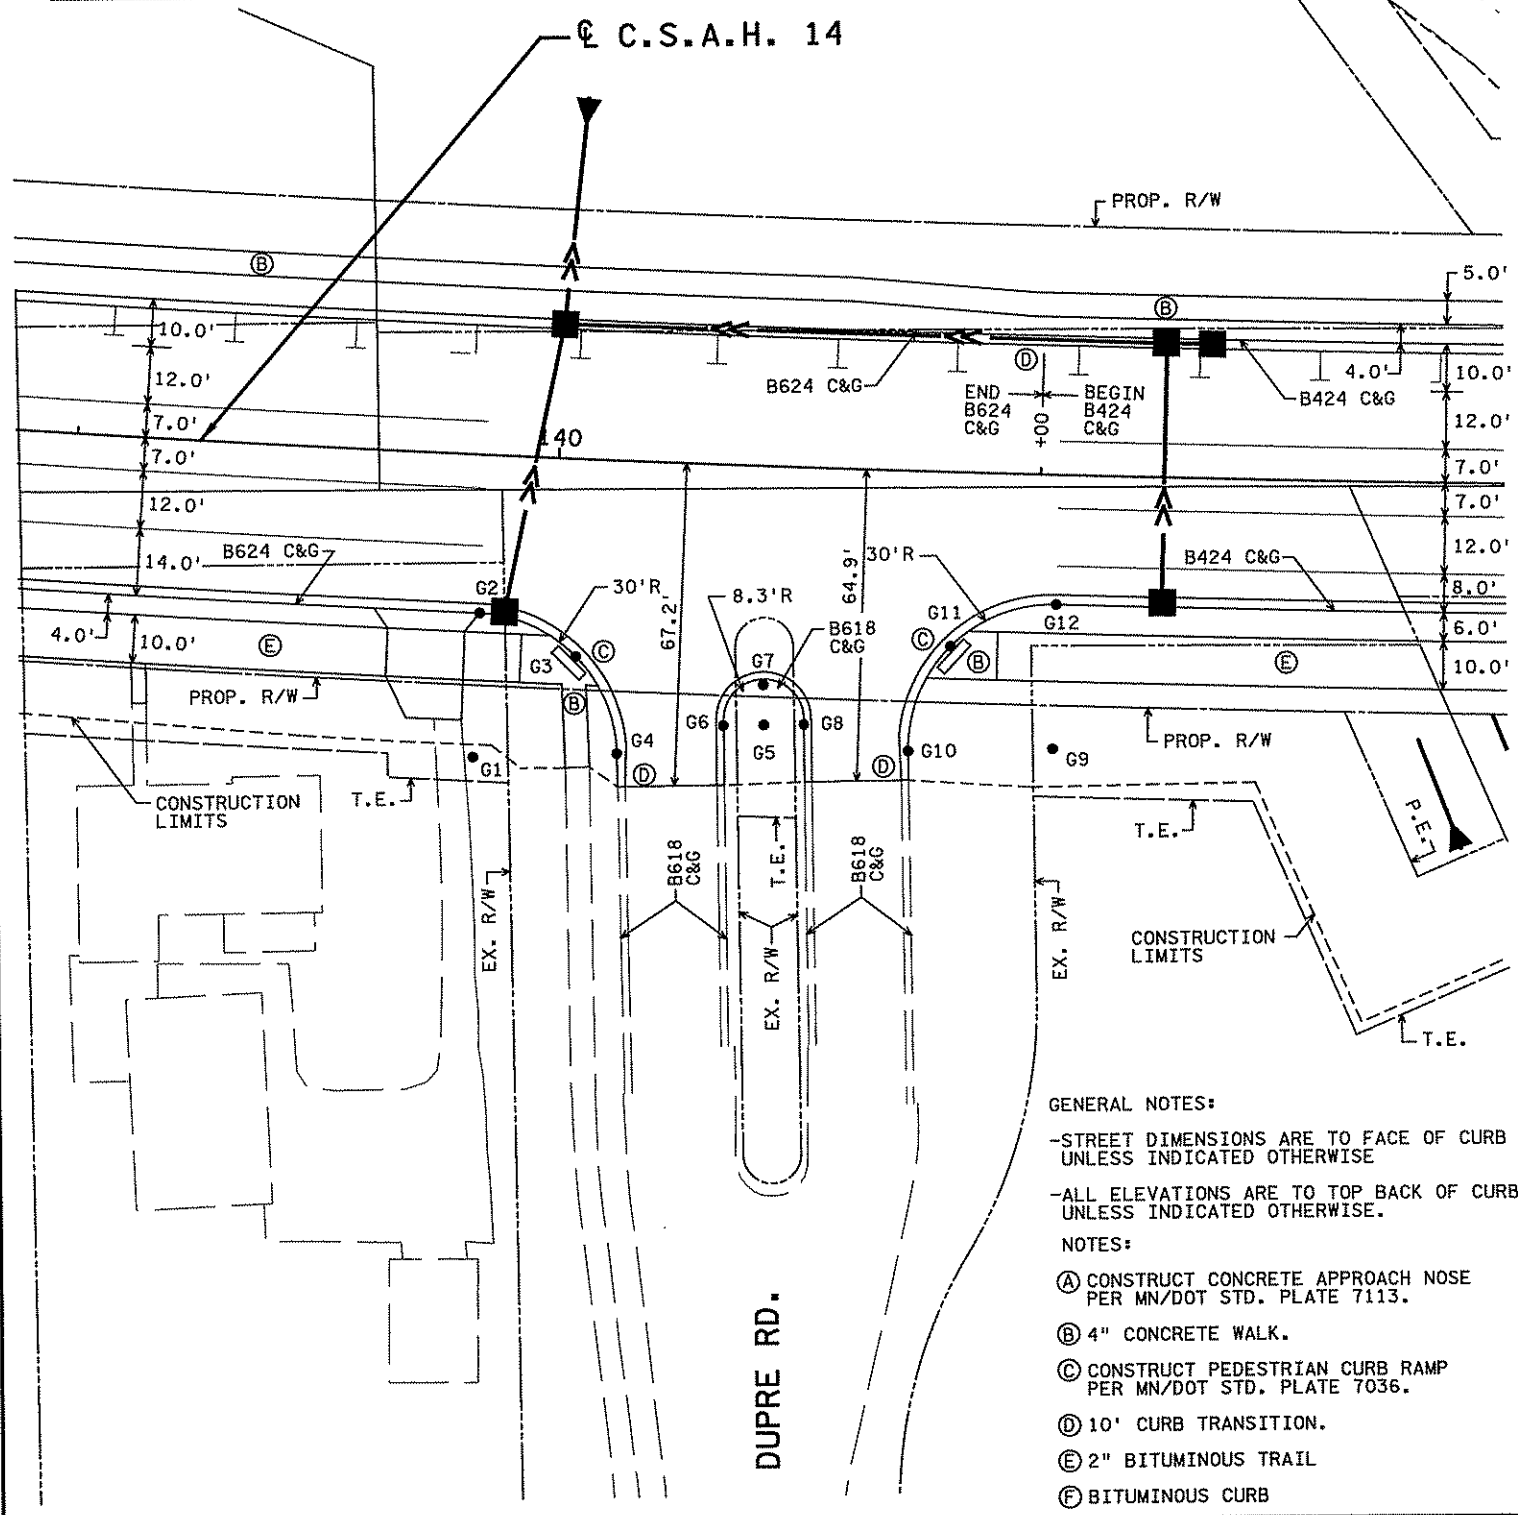 ℄ C.S.A.H. 14
PROP. R/W
Ⓑ
5.0'
Ⓑ
10.0'
Ⓓ
12.0'
B624 C&G
4.0'
10.0'
END
B624
C&G
+00
BEGIN
B424
C&G
B424 C&G
7.0'
12.0'
140
7.0'
7.0'
12.0'
7.0'
14.0'
B624 C&G
30'R
64.9'
B424 C&G
12.0'
G2
30'R
67.2'
8.3'R
8.0'
4.0'
10.0'
Ⓔ
G3
Ⓒ
G7
B618
C&G
G11
G12
Ⓒ
Ⓑ
Ⓔ
6.0'
10.0'
PROP. R/W
Ⓑ
G6
G5
G8
G4
G10
PROP. R/W
G9
G1
Ⓓ
Ⓓ
CONSTRUCTION
LIMITS
T.E.
T.E.
P.E.
B618
C&G
T.E.
B618
C&G
EX. R/W
EX. R/W
EX. R/W
CONSTRUCTION
LIMITS
T.E.
DUPRE RD.
GENERAL NOTES:
-STREET DIMENSIONS ARE TO FACE OF CURB
UNLESS INDICATED OTHERWISE
-ALL ELEVATIONS ARE TO TOP BACK OF CURB
UNLESS INDICATED OTHERWISE.
NOTES:
Ⓐ CONSTRUCT CONCRETE APPROACH NOSE
PER MN/DOT STD. PLATE 7113.
Ⓑ 4" CONCRETE WALK.
Ⓒ CONSTRUCT PEDESTRIAN CURB RAMP
PER MN/DOT STD. PLATE 7036.
Ⓓ 10' CURB TRANSITION.
Ⓔ 2" BITUMINOUS TRAIL
Ⓕ BITUMINOUS CURB